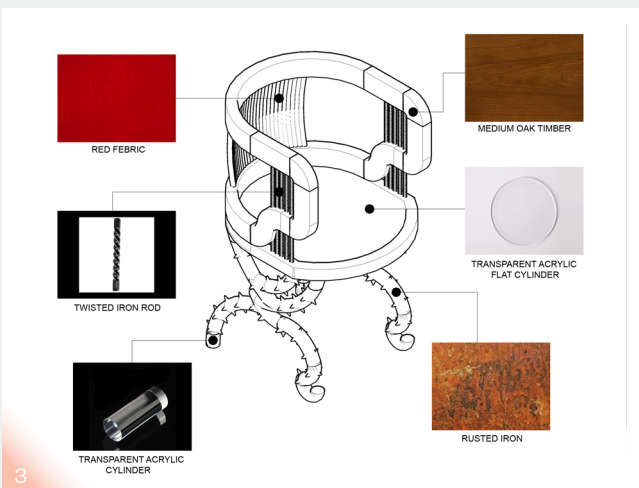 RED FEBRIC
MEDIUM OAK TIMBER
TWISTED IRON ROD
TRANSPARENT ACRYLIC
FLAT CYLINDER
TRANSPARENT ACRYLIC
CYLINDER
RUSTED IRON
3